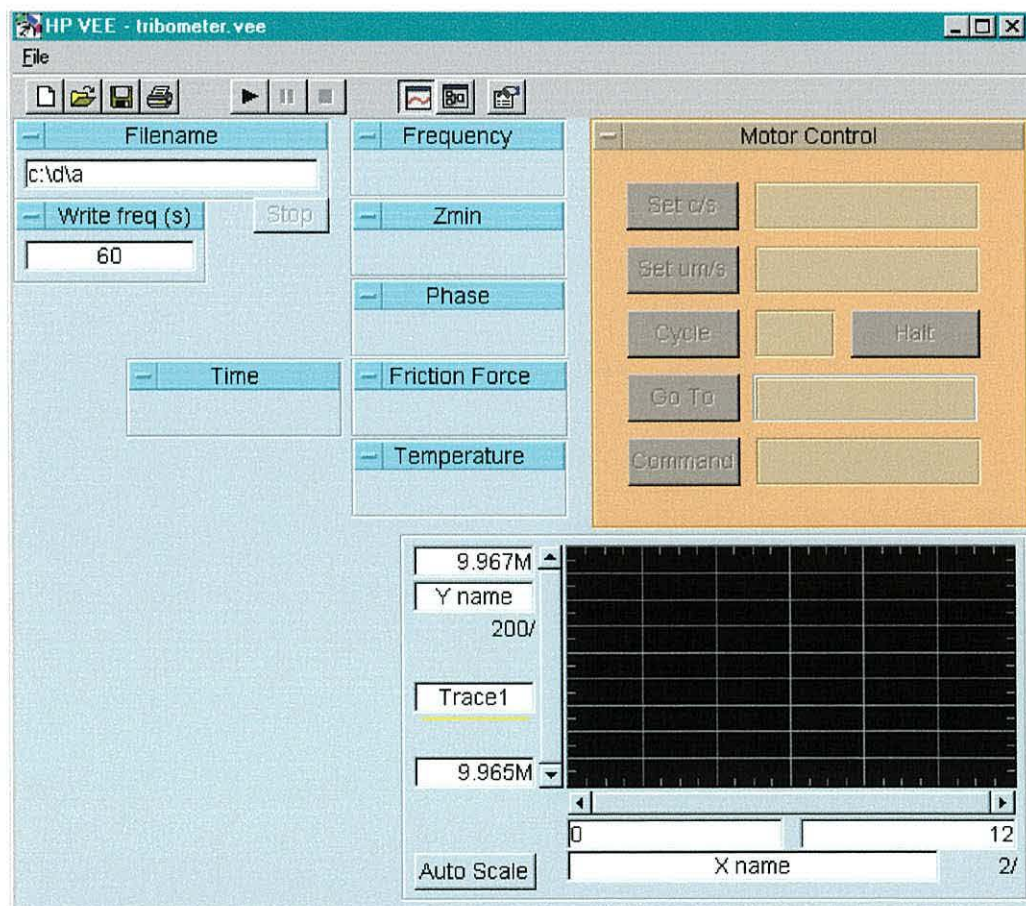 HP VEE - tribometer.vee
File
Filename
c:\d\a
Write freq (s)
Stop
60
Time
Frequency
Zmin
Phase
Friction Force
Temperature
Motor Control
Set c/s
Set um/s
Cycle
Halt
Go To
Command
9.967M
Y name
200/
Trace1
9.965M
0
12
Auto Scale
X name
2/